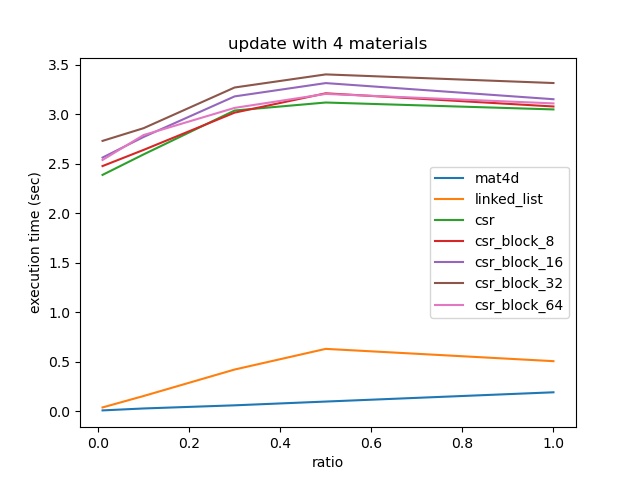 update with 4 materials
3.5
3.0
2.5
2.0
1.5
1.0
0.5
0.0
execution time (sec)
mat4d
linked_list
csr
csr_block_8
csr_block_16
csr_block_32
csr_block_64
0.0 0.2 0.4 0.6 0.8 1.0
ratio